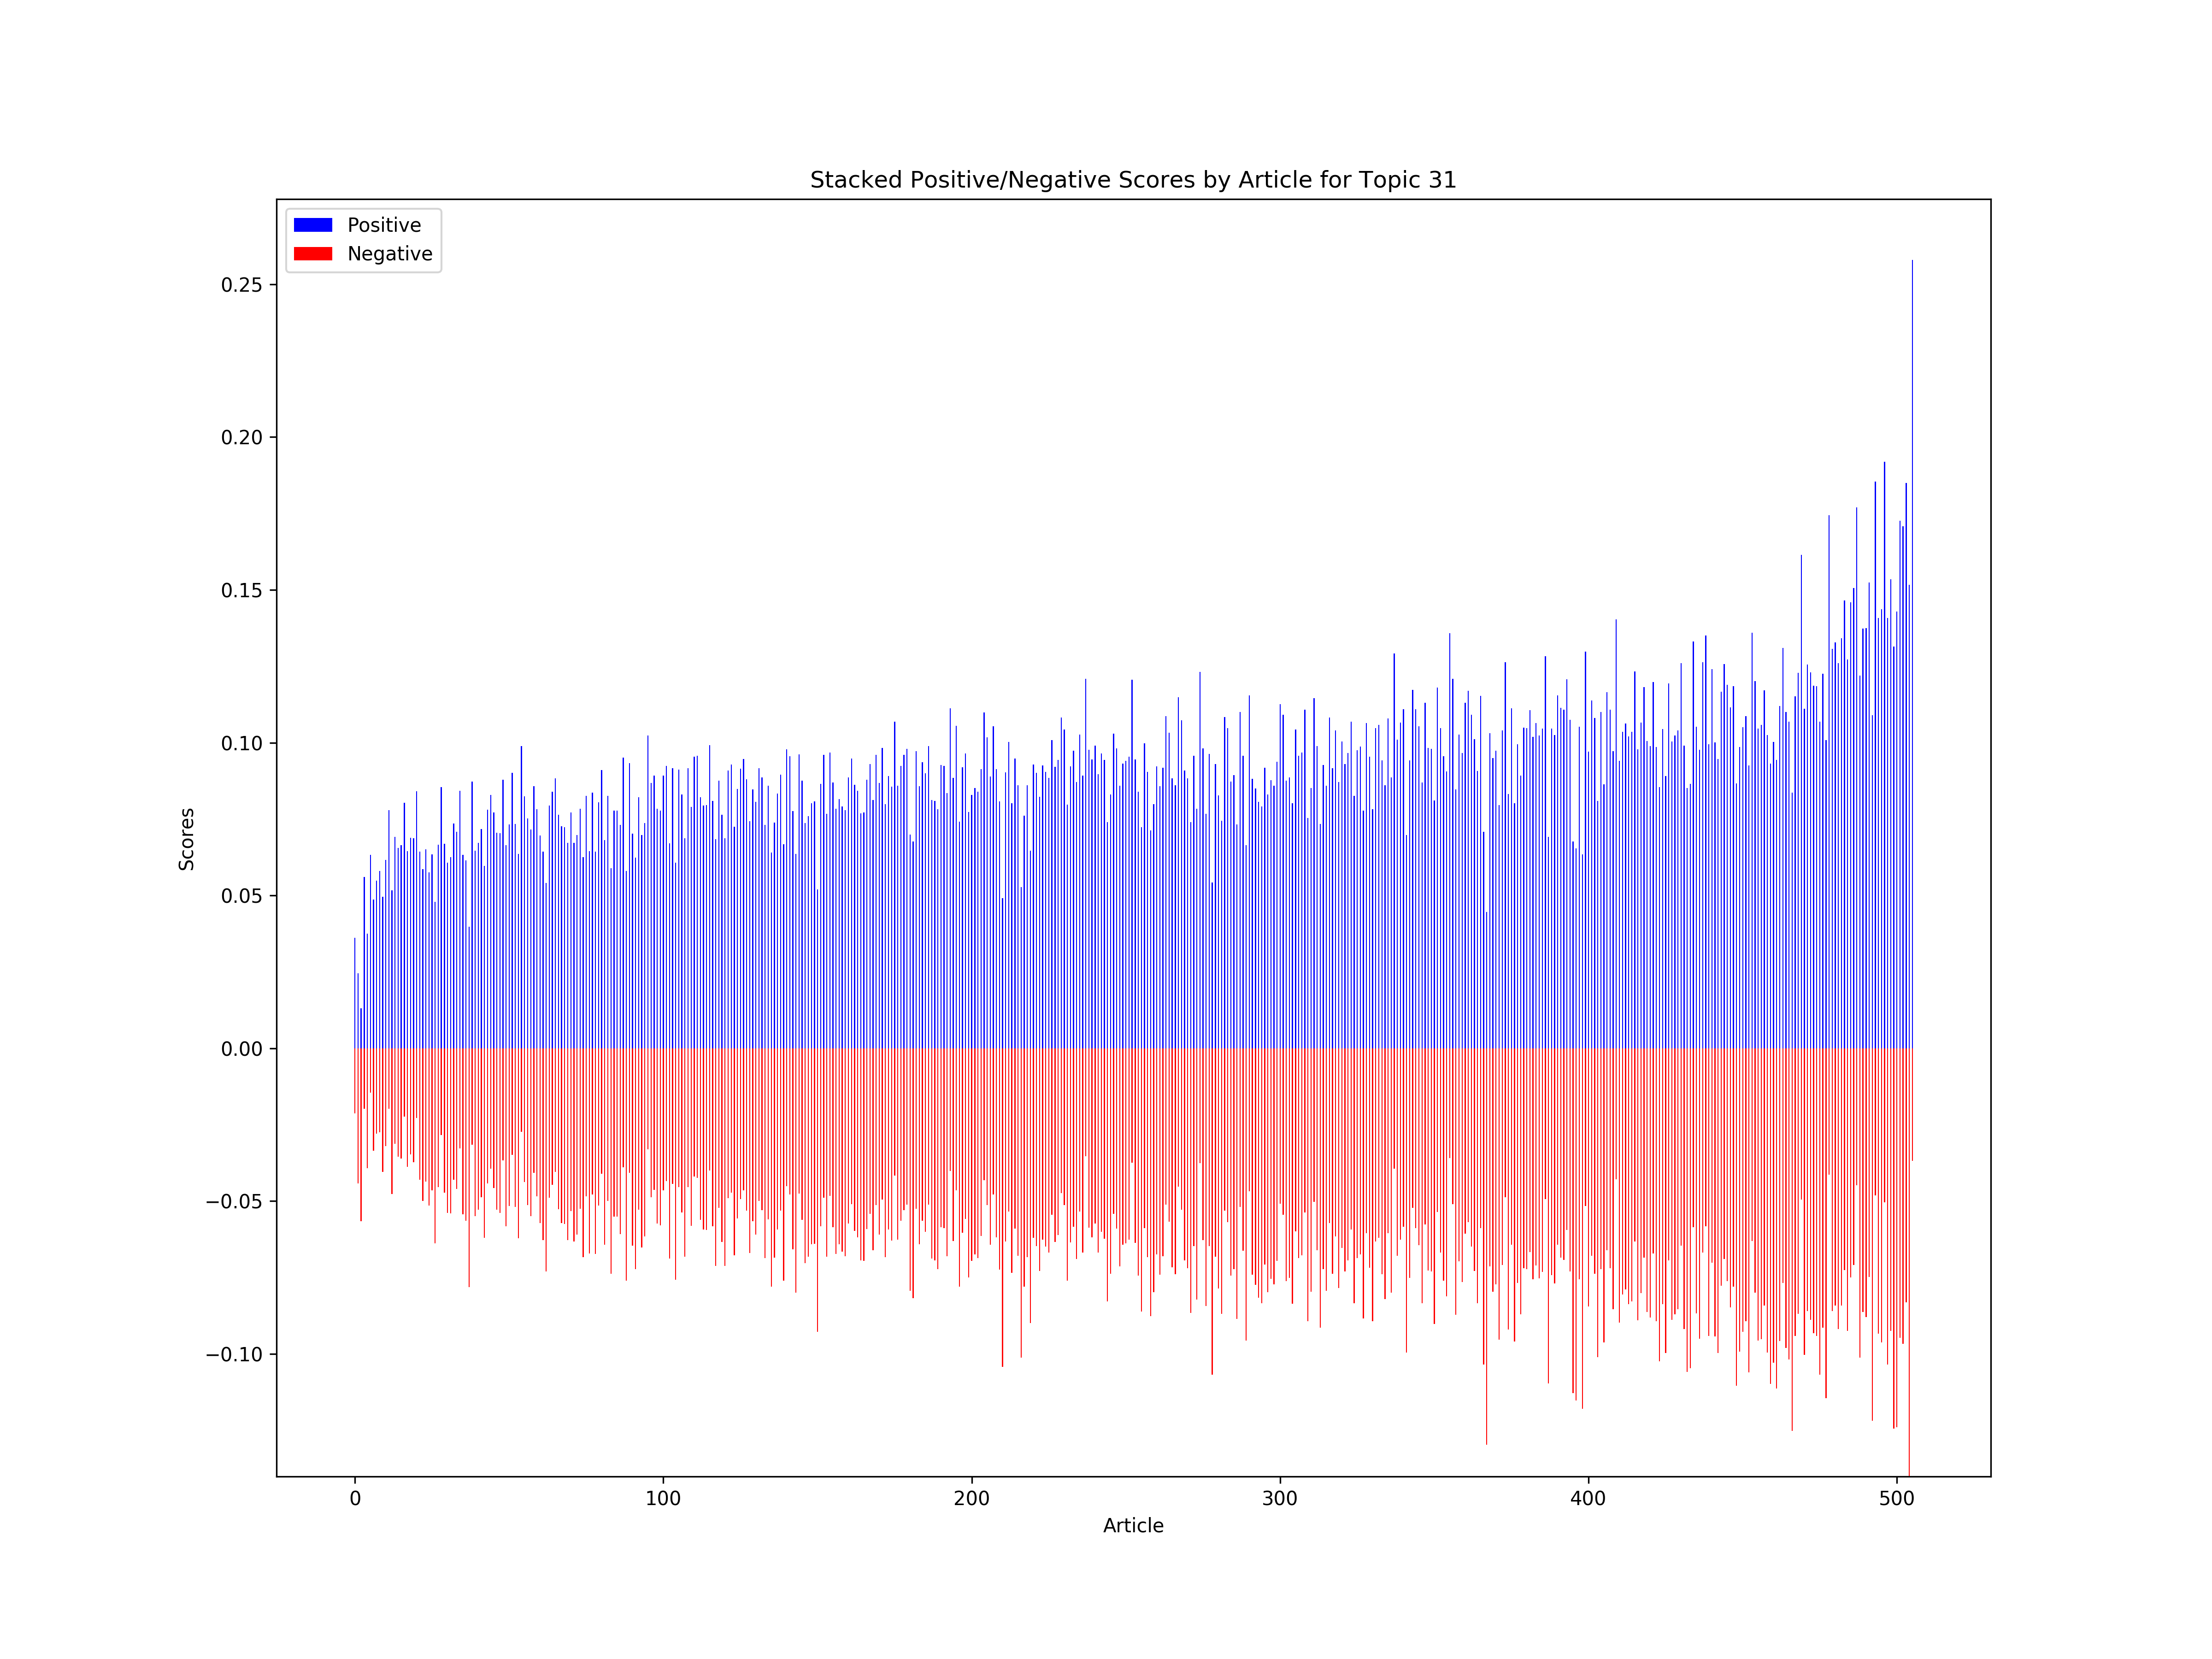 Stacked Positive/Negative Scores by Article for Topic 31
Positive
Negative
0.25
0.20
0.15
0.10
0.05
0.00
−0.05
−0.10
Scores
0 100 200 300 400 500
Article